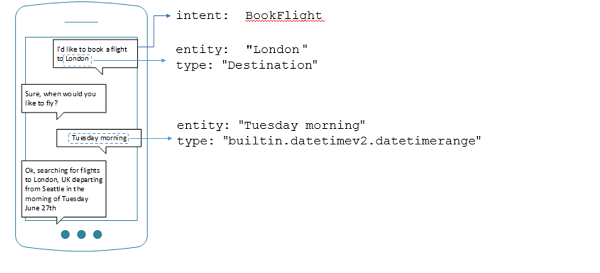 intent: BookFlight
I'd like to book a flight
to London
entity: "London"
type: "Destination"
Sure, when would you
like to fly?
entity: "Tuesday morning"
Tuesday morning
type: "builtin.datetimev2.datetimerange"
Ok, searching for flights
to London, UK departing
from Seattle in the
morning of Tuesday
June 27th